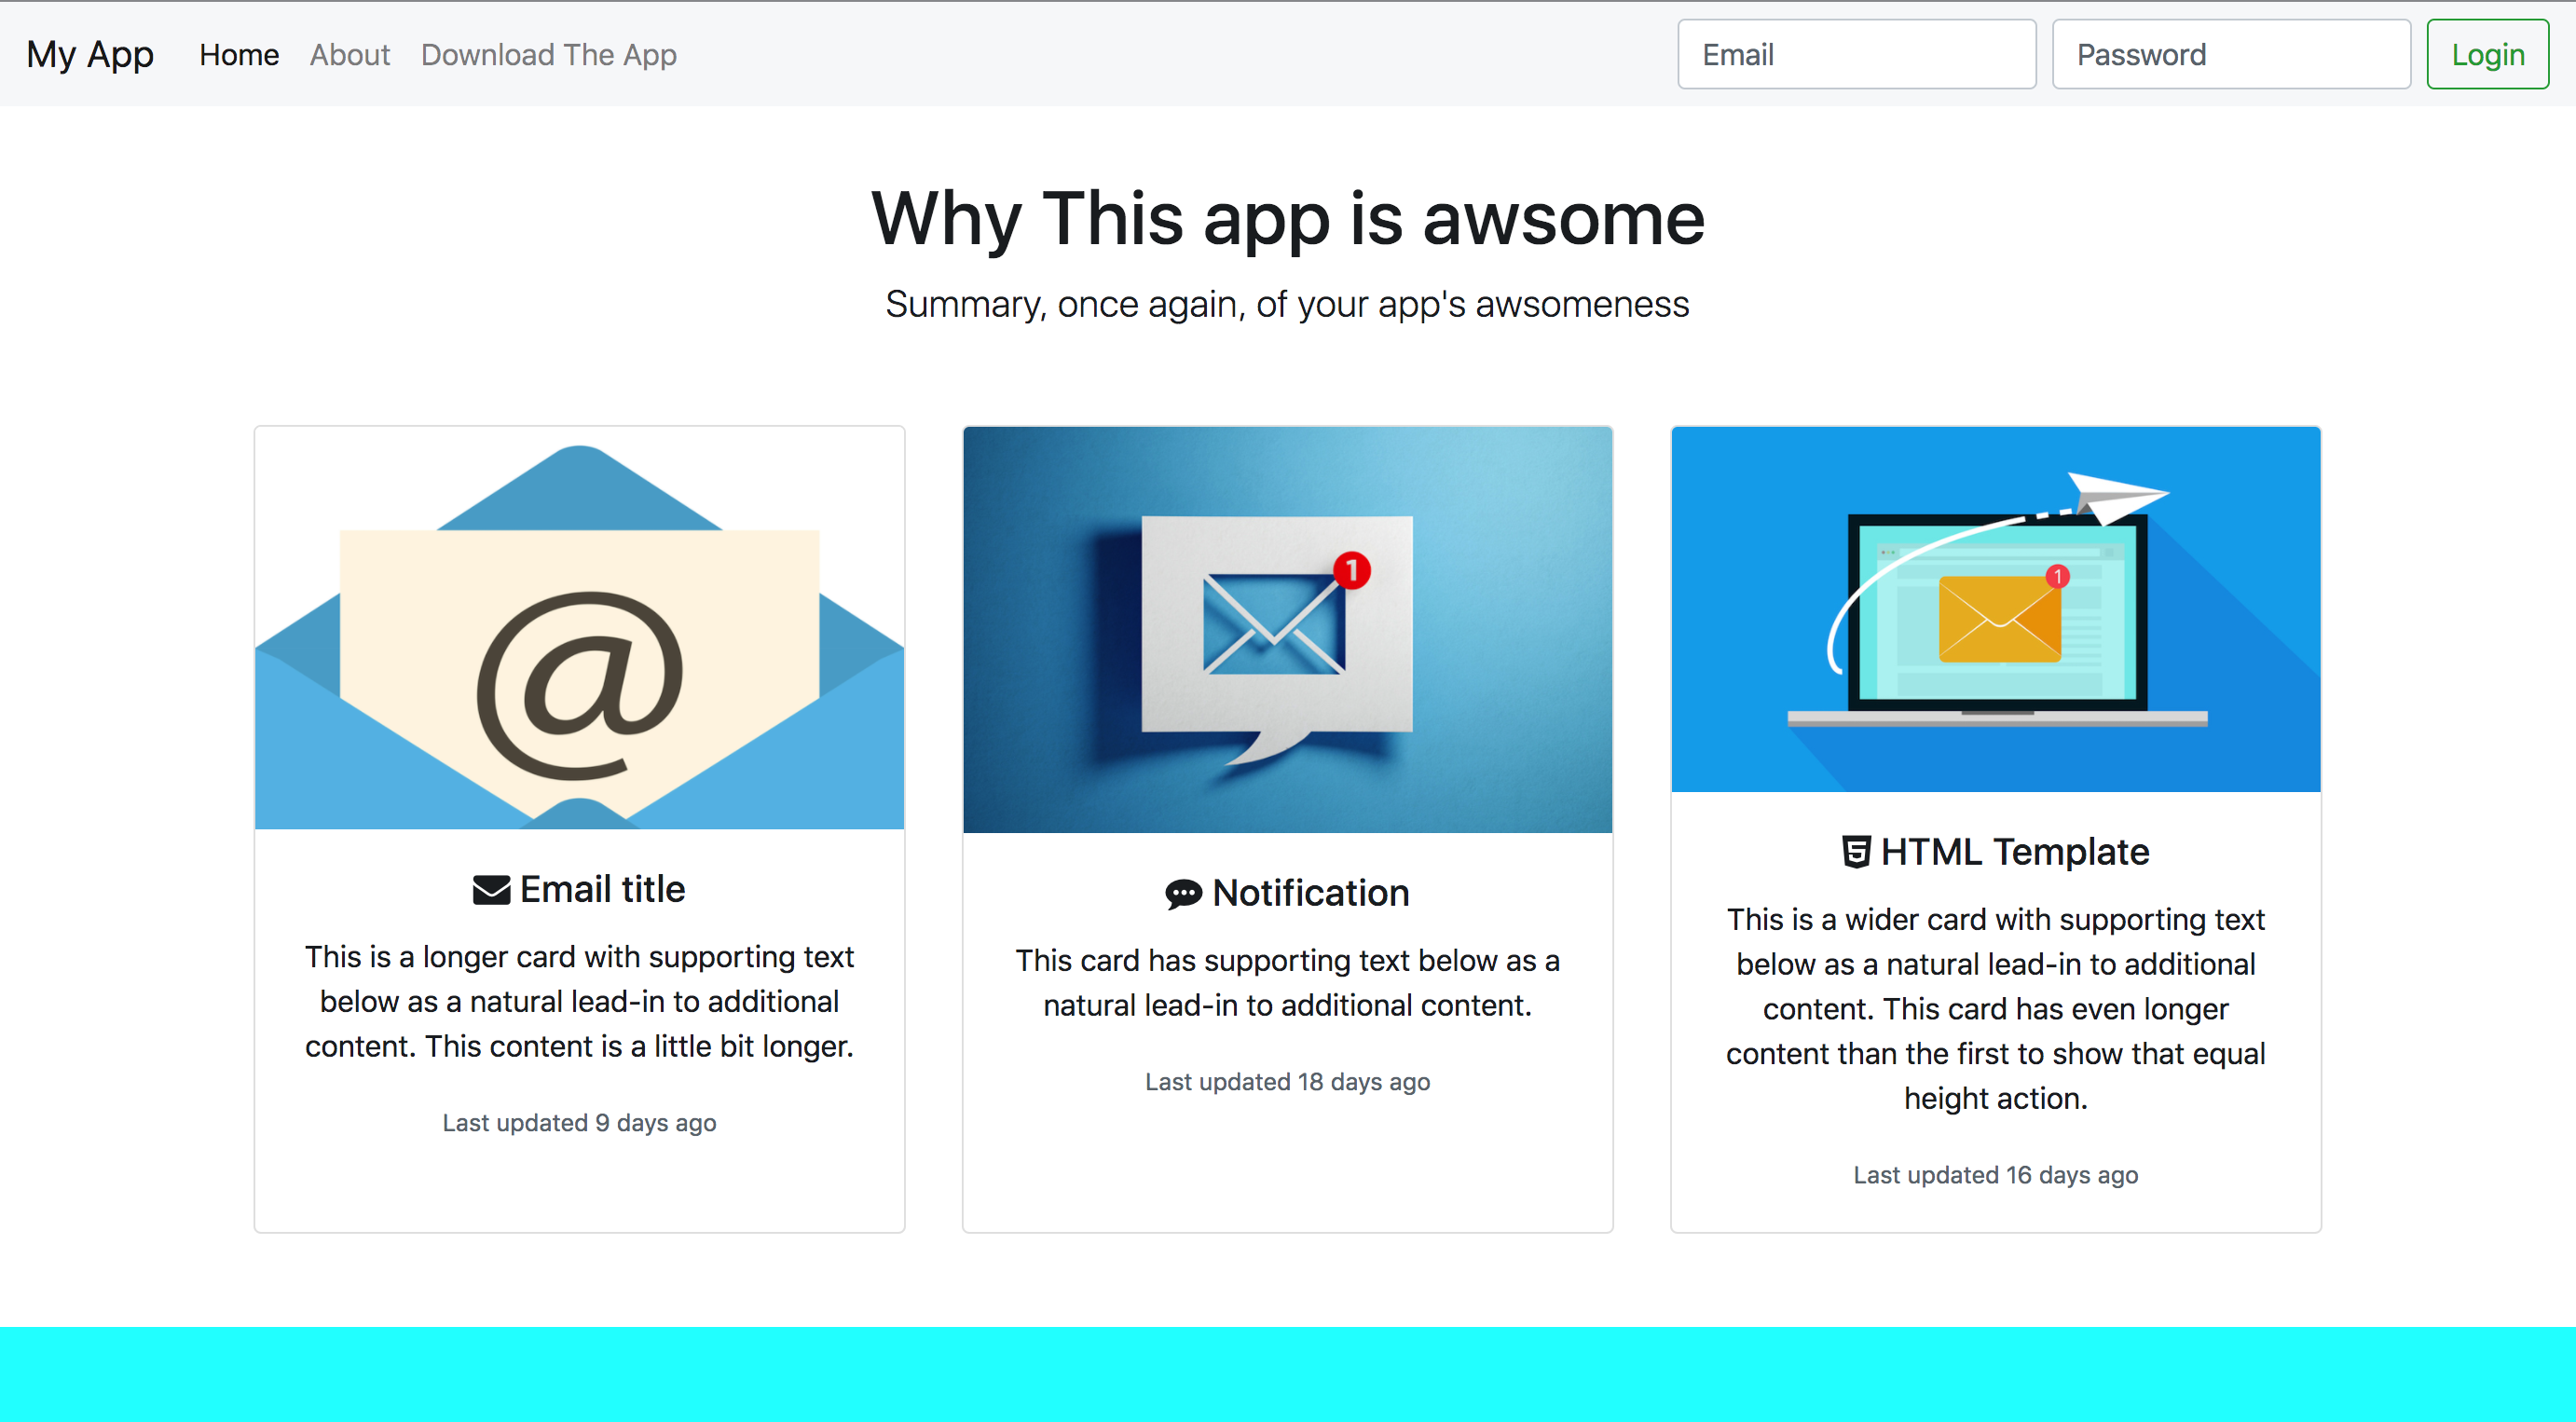 My App Home About Download The App Email Password Login
Why This app is awsome
Summary, once again, of your app's awsomeness
@
1
1
Email title
This is a longer card with supporting text
below as a natural lead-in to additional
content. This content is a little bit longer.
Last updated 9 days ago
Notification
This card has supporting text below as a
natural lead-in to additional content.
Last updated 18 days ago
HTML Template
This is a wider card with supporting text
below as a natural lead-in to additional
content. This card has even longer
content than the first to show that equal
height action.
Last updated 16 days ago